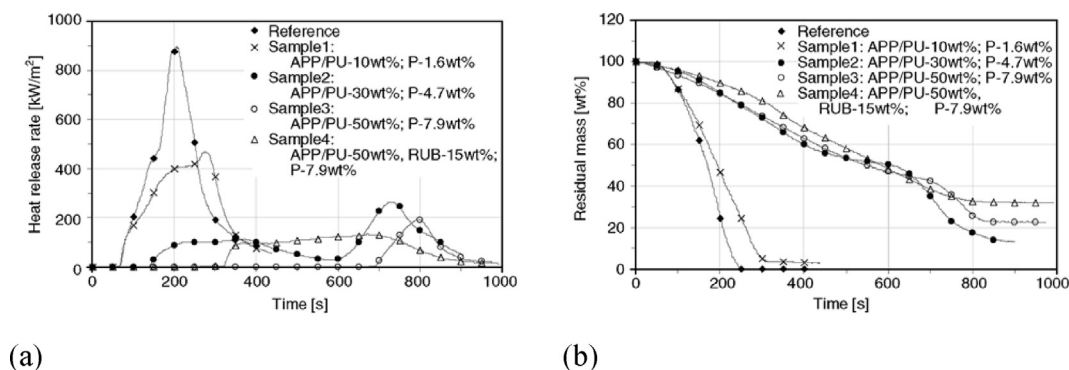 1000
800
600
400
200
0
Heat release rate [kW/m²]
0 200 400 600 800 1000
Time [s]
Reference
Sample1:
APP/PU-10wt%; P-1.6wt%
Sample2:
APP/PU-30wt%; P-4.7wt%
Sample3:
APP/PU-50wt%; P-7.9wt%
Sample4:
APP/PU-50wt%, RUB-15wt%;
P-7.9wt%
(a)
120
100
80
60
40
20
0
Residual mass [wt%]
0 200 400 600 800 1000
Time [s]
Reference
Sample1: APP/PU-10wt%; P-1.6wt%
Sample2: APP/PU-30wt%; P-4.7wt%
Sample3: APP/PU-50wt%; P-7.9wt%
Sample4: APP/PU-50wt%,
RUB-15wt%; P-7.9wt%
(b)